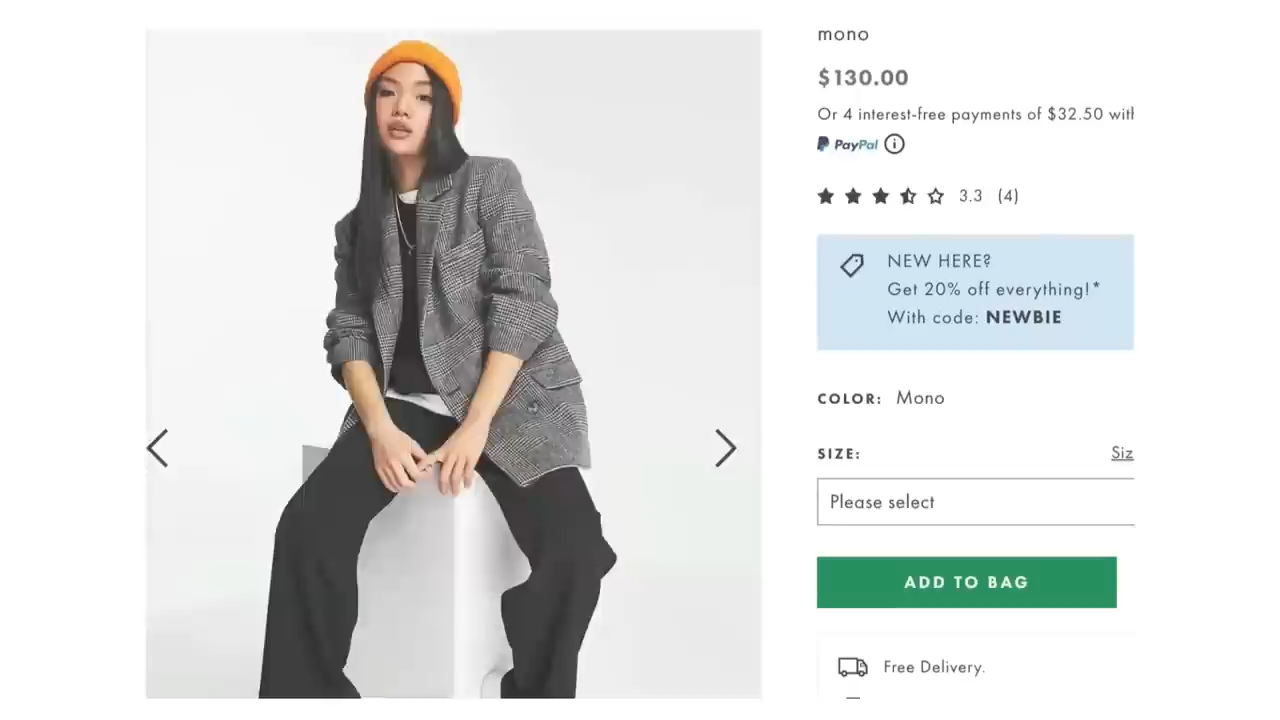 mono
$130.00
Or 4 interest-free payments of $32.50 with
PayPal
3.3 (4)
NEW HERE?
Get 20% off everything!*
With code: NEWBIE
COLOR: Mono
SIZE:
Siz
Please select
ADD TO BAG
Free Delivery.